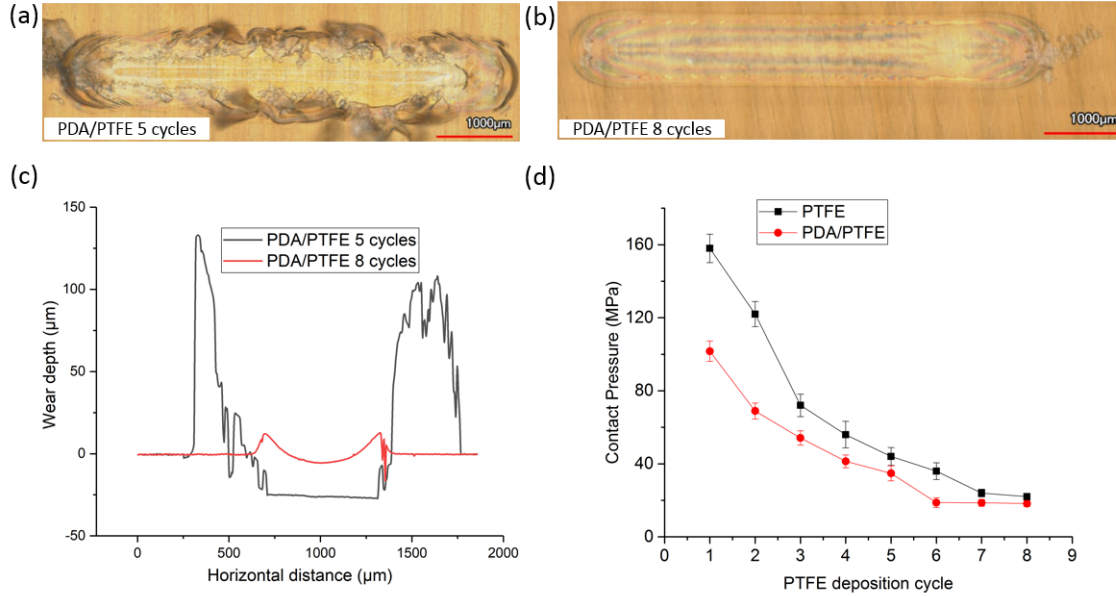 (a)
PDA/PTFE 5 cycles
1000μm
(b)
PDA/PTFE 8 cycles
1000μm
(c)
150
100
50
0
-50
Wear depth (μm)
PDA/PTFE 5 cycles
PDA/PTFE 8 cycles
0
500
1000
1500
2000
Horizontal distance (μm)
(d)
160
120
80
40
0
Contact Pressure (MPa)
PTFE
PDA/PTFE
0
1
2
3
4
5
6
7
8
9
PTFE deposition cycle